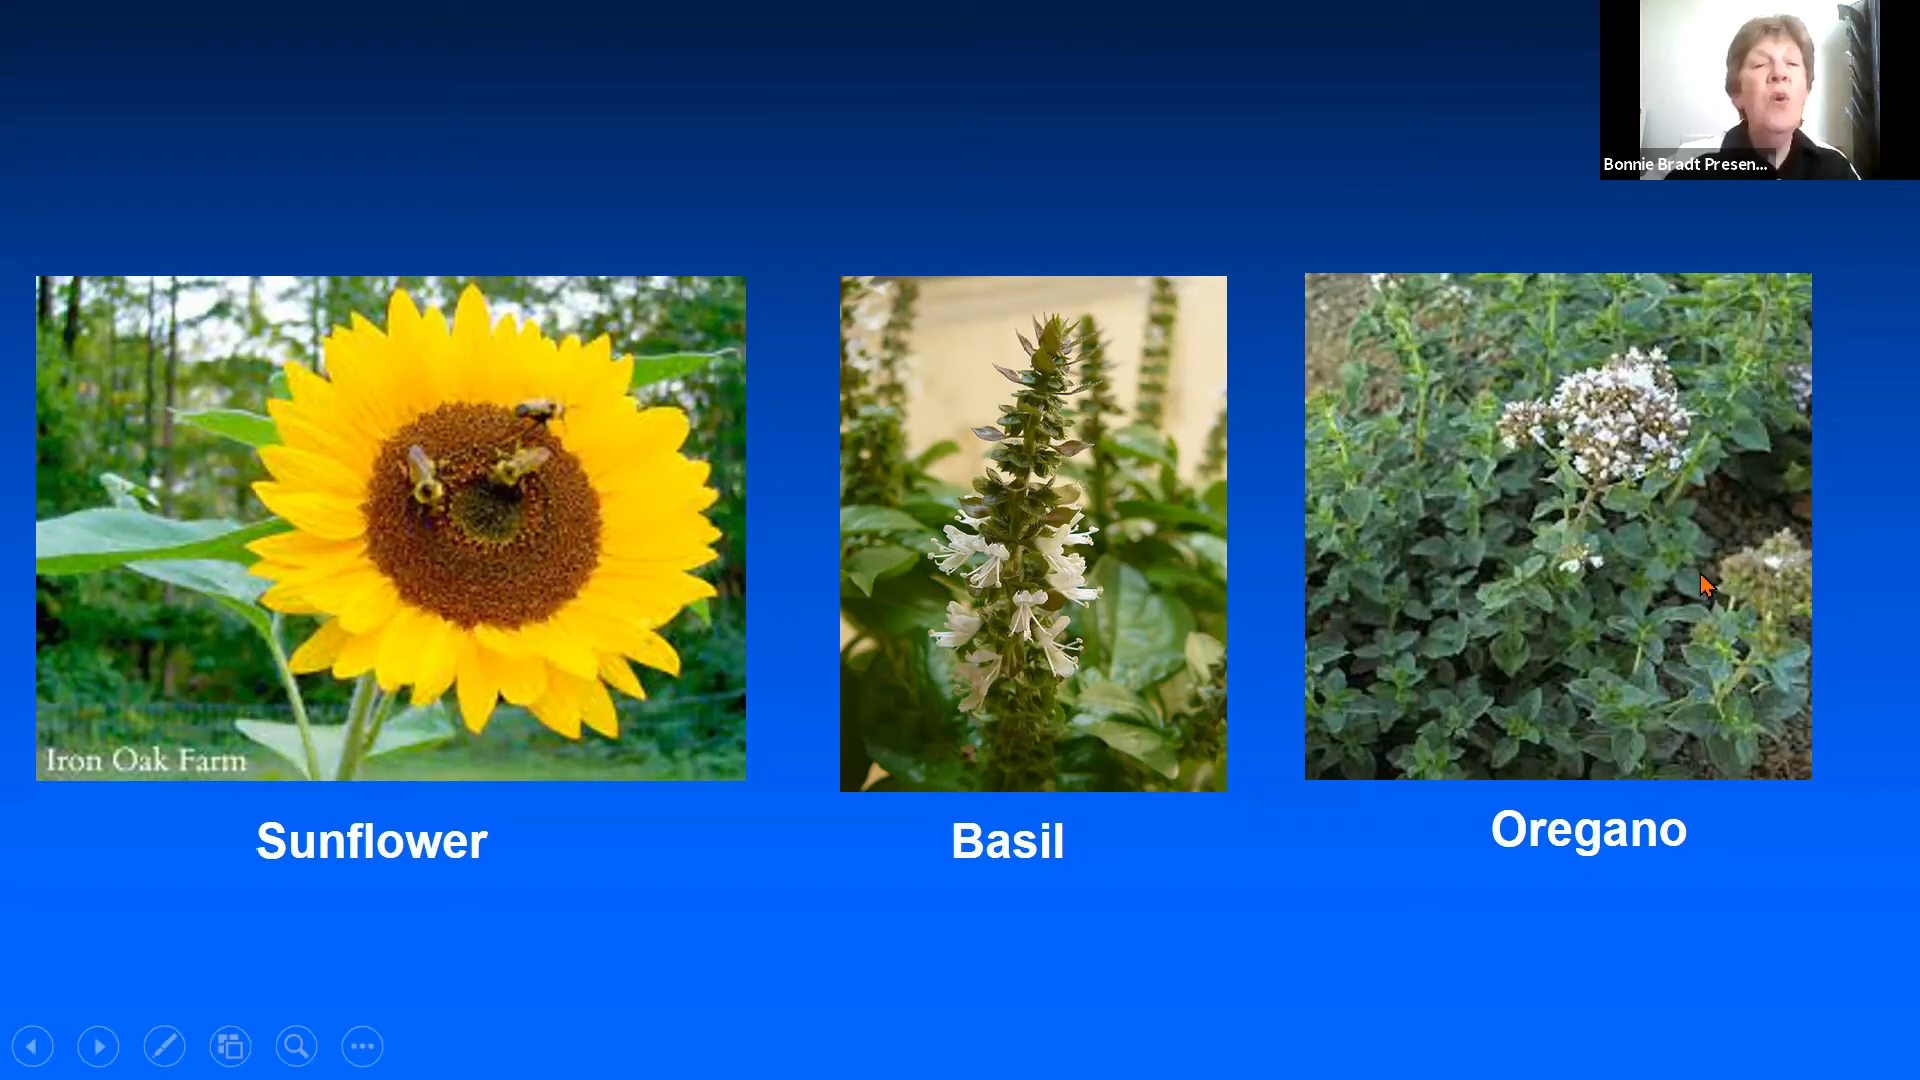 Bonnie Bradt Presen...
Iron Oak Farm
Sunflower
Basil
Oregano